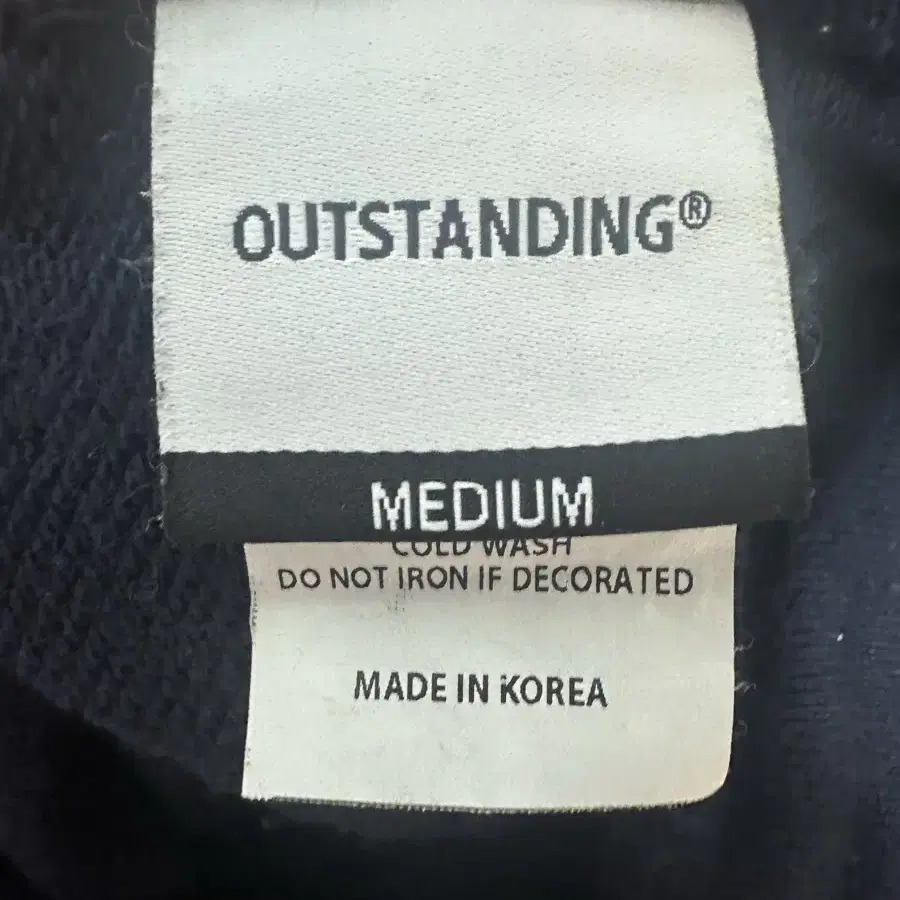 OUTSTANDING®
MEDIUM
COLD WASH
DO NOT IRON IF DECORATED
MADE IN KOREA